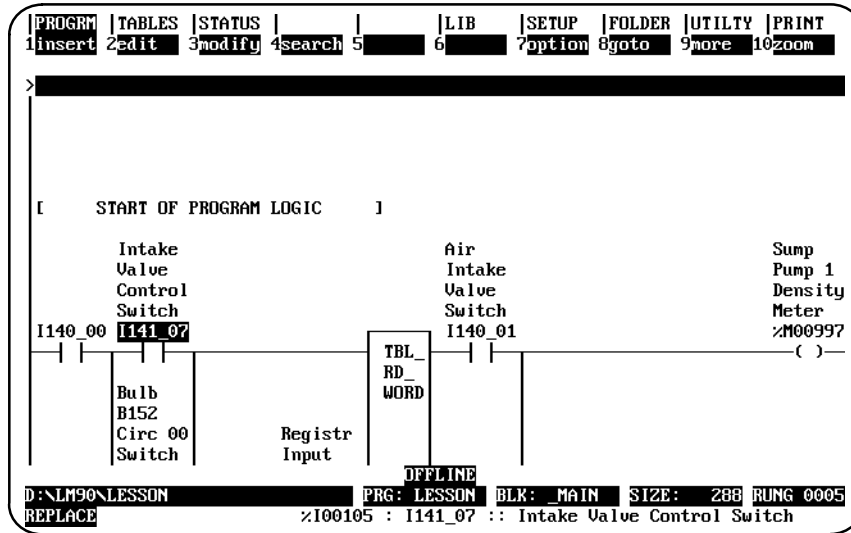 PROGRM TABLES STATUS LIB SETUP FOLDER UTILTY PRINT
1insert 2edit 3modify 4search 5 6 7option 8goto 9more 10zoom
>
[ START OF PROGRAM LOGIC ]
Intake Air Sump
Valve Intake Pump 1
Control Valve Density
Switch Switch Meter
I140_00 I141_07 I140_01 %M00997
TBL_
RD_
WORD
Bulb
B152
Circ 00 Registr
Switch Input
OFFLINE
D:\LM90\LESSON PRG: LESSON BLK: _MAIN SIZE: 288 RUNG 0005
REPLACE %I00105 : I141_07 :: Intake Valve Control Switch